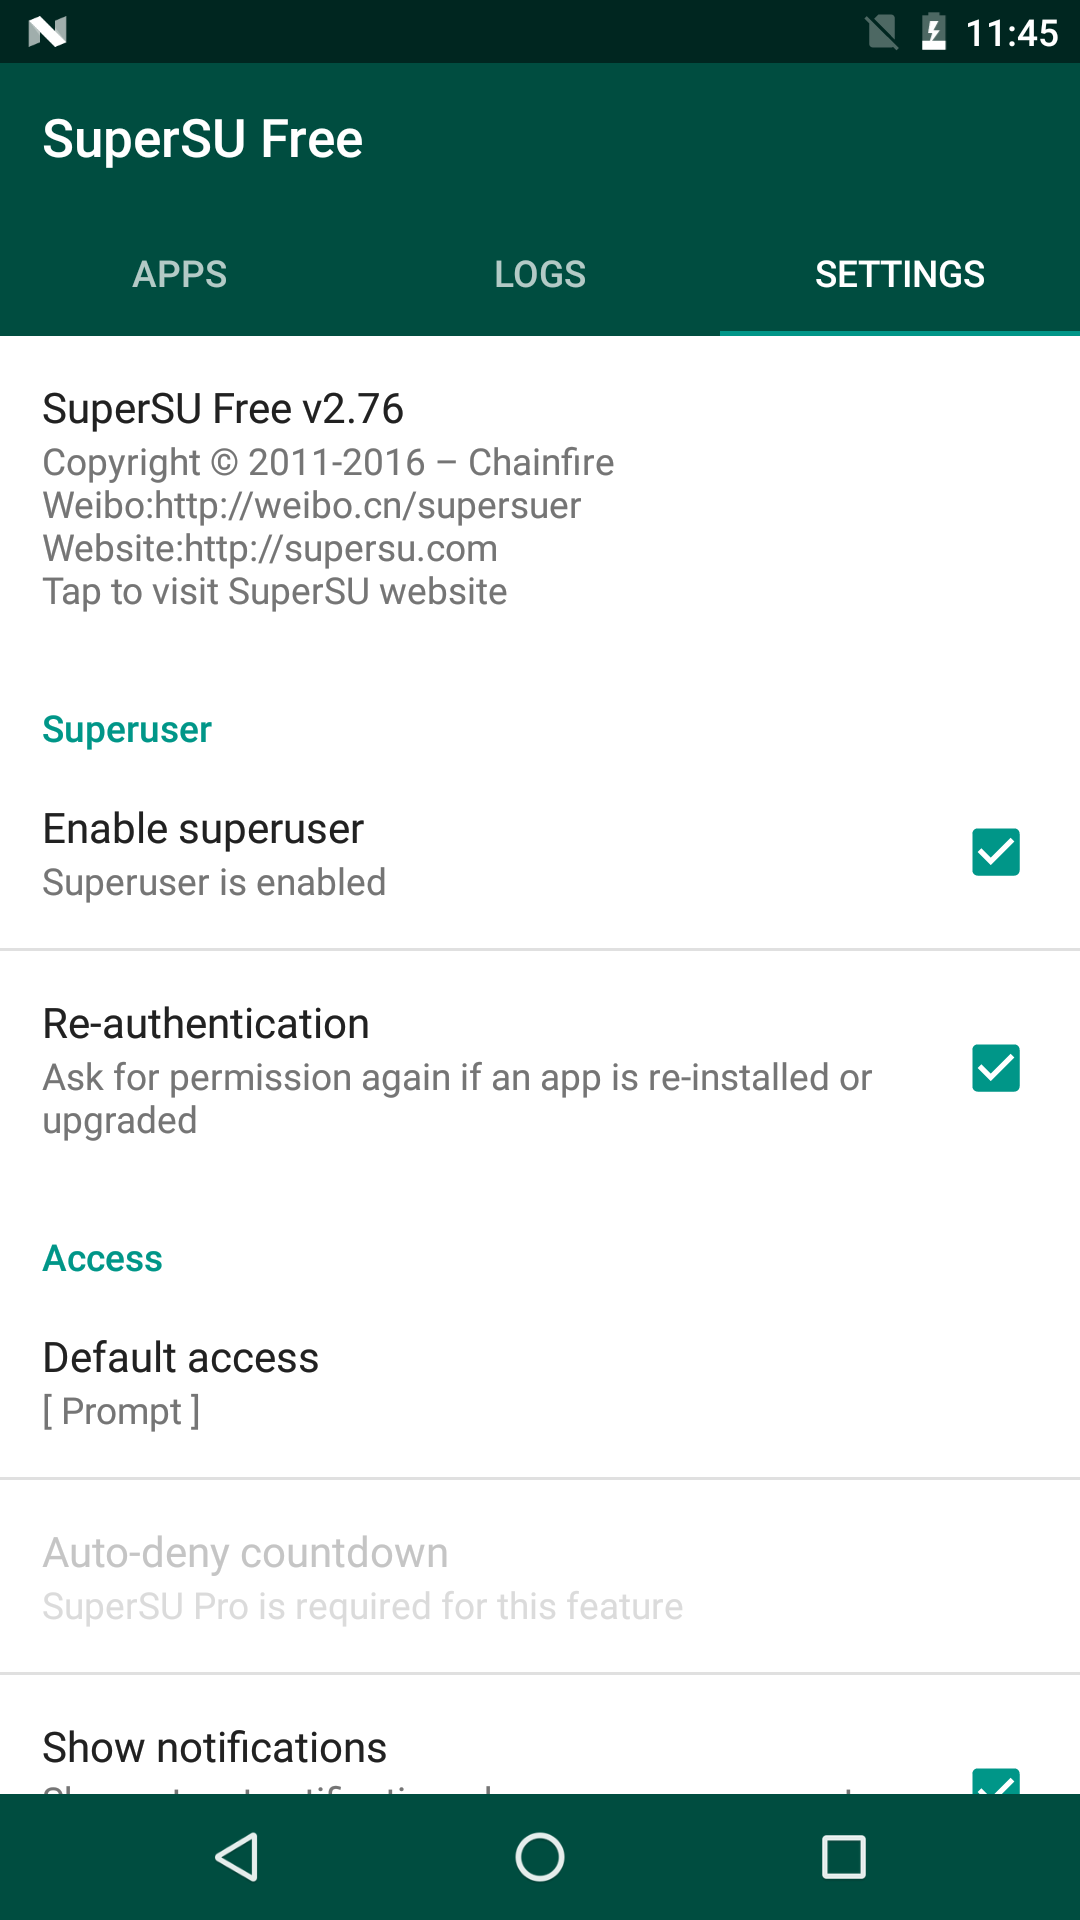 11:45
SuperSU Free
APPS
LOGS
SETTINGS
SuperSU Free v2.76
Copyright © 2011-2016 – Chainfire
Weibo:http://weibo.cn/supersuer
Website:http://supersu.com
Tap to visit SuperSU website
Superuser
Enable superuser
Superuser is enabled
Re-authentication
Ask for permission again if an app is re-installed or
upgraded
Access
Default access
[ Prompt ]
Auto-deny countdown
SuperSU Pro is required for this feature
Show notifications